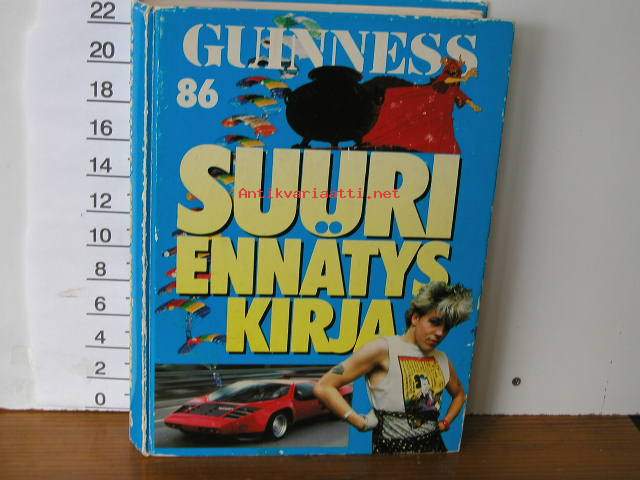 GUINNESS
86
SUURI
Antikvariaatti.net
ENNÄTYS
KIRJA
22
20
18
16
14
12
10
8
6
4
2
0